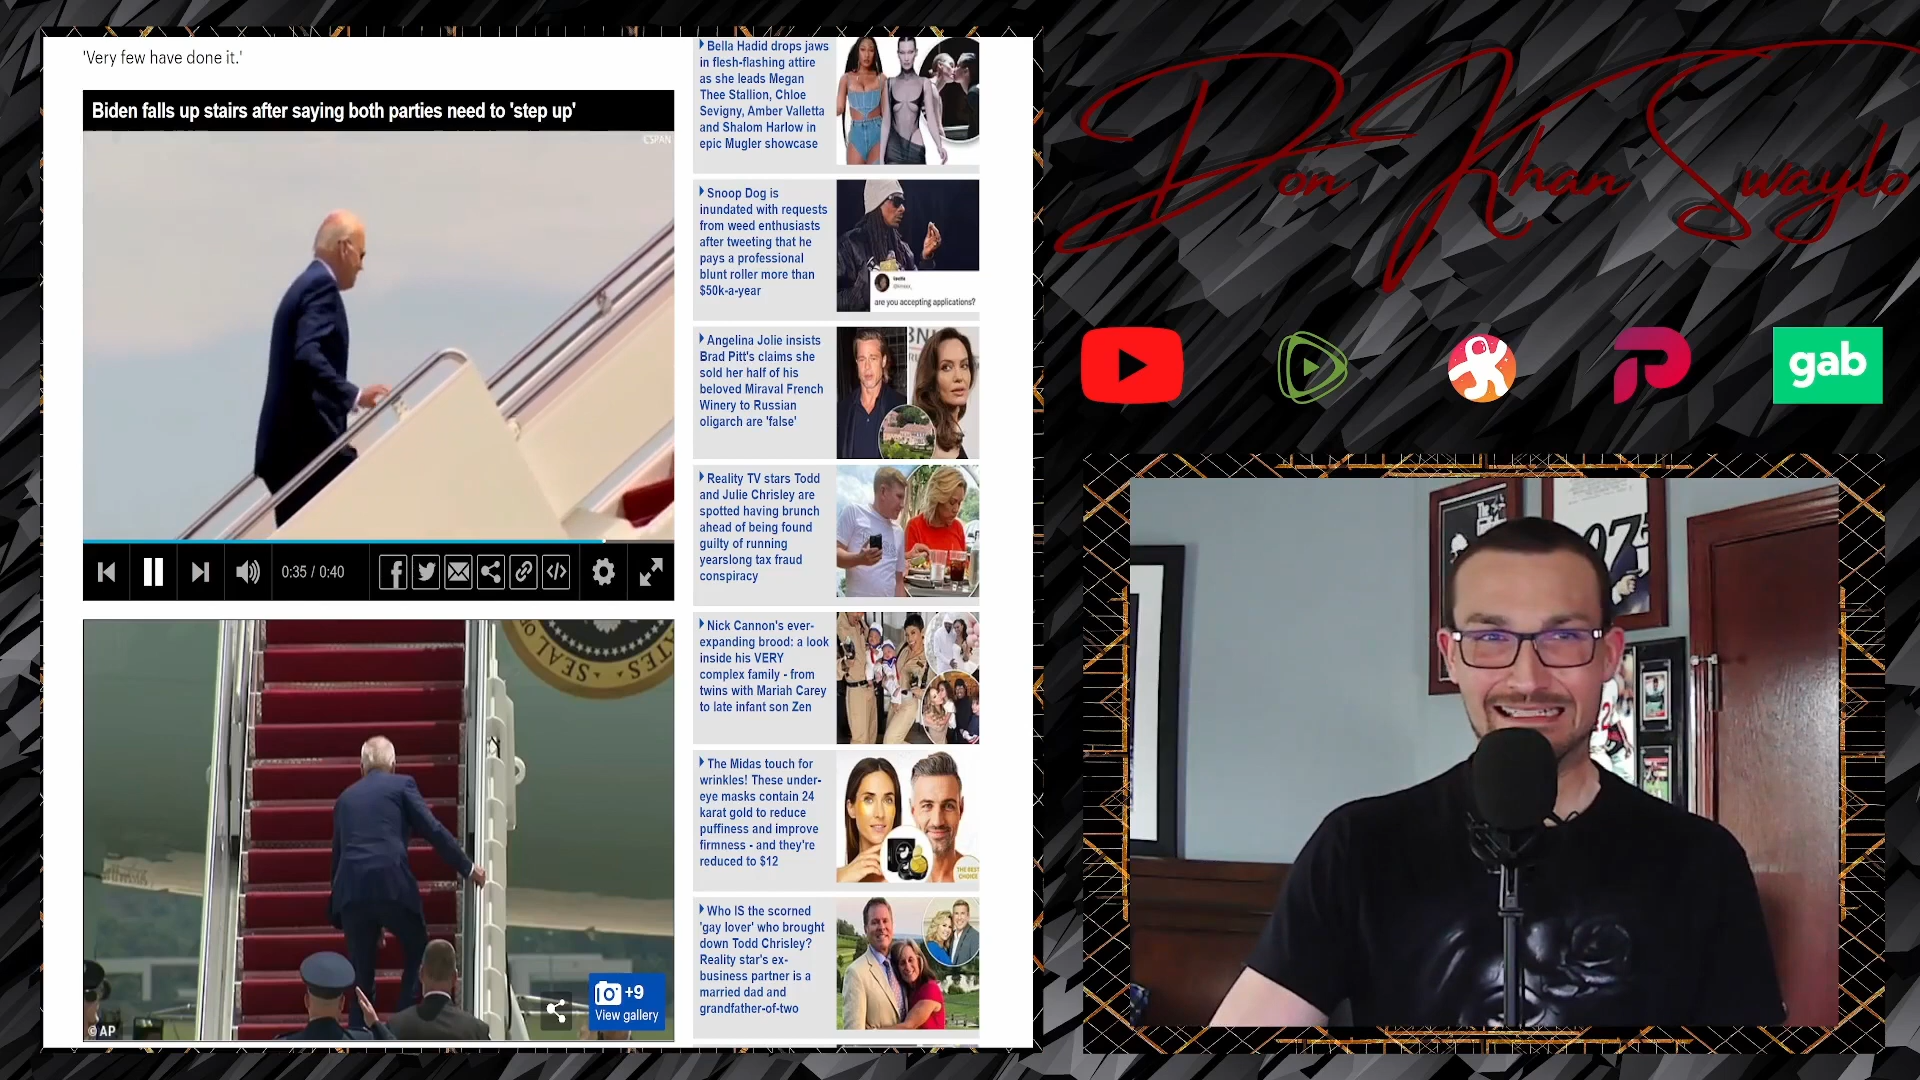 'Very few have done it.'
Biden falls up stairs after saying both parties need to 'step up'
CSPAN
0:35 / 0:40
SEAL
+9
View gallery
© AP
Bella Hadid drops jaws
in flesh-flashing attire
as she leads Megan
Thee Stallion, Chloe
Sevigny, Amber Valletta
and Shalom Harlow in
epic Mugler showcase
Snoop Dog is
inundated with requests
from weed enthusiasts
after tweeting that he
pays a professional
blunt roller more than
$50k-a-year
are you accepting applications?
Angelina Jolie insists
Brad Pitt's claims she
sold her half of his
beloved Miraval French
Winery to Russian
oligarch are 'false'
Reality TV stars Todd
and Julie Chrisley are
spotted having brunch
ahead of being found
guilty of running
yearslong tax fraud
conspiracy
Nick Cannon's ever-
expanding brood: a look
inside his VERY
complex family - from
twins with Mariah Carey
to late infant son Zen
The Midas touch for
wrinkles! These under-
eye masks contain 24
karat gold to reduce
puffiness and improve
firmness - and they're
reduced to $12
THE BEST
CHOICE
Who IS the scorned
'gay lover' who brought
down Todd Chrisley?
Reality star's ex-
business partner is a
married dad and
grandfather-of-two
Don Khan Swaylo
gab